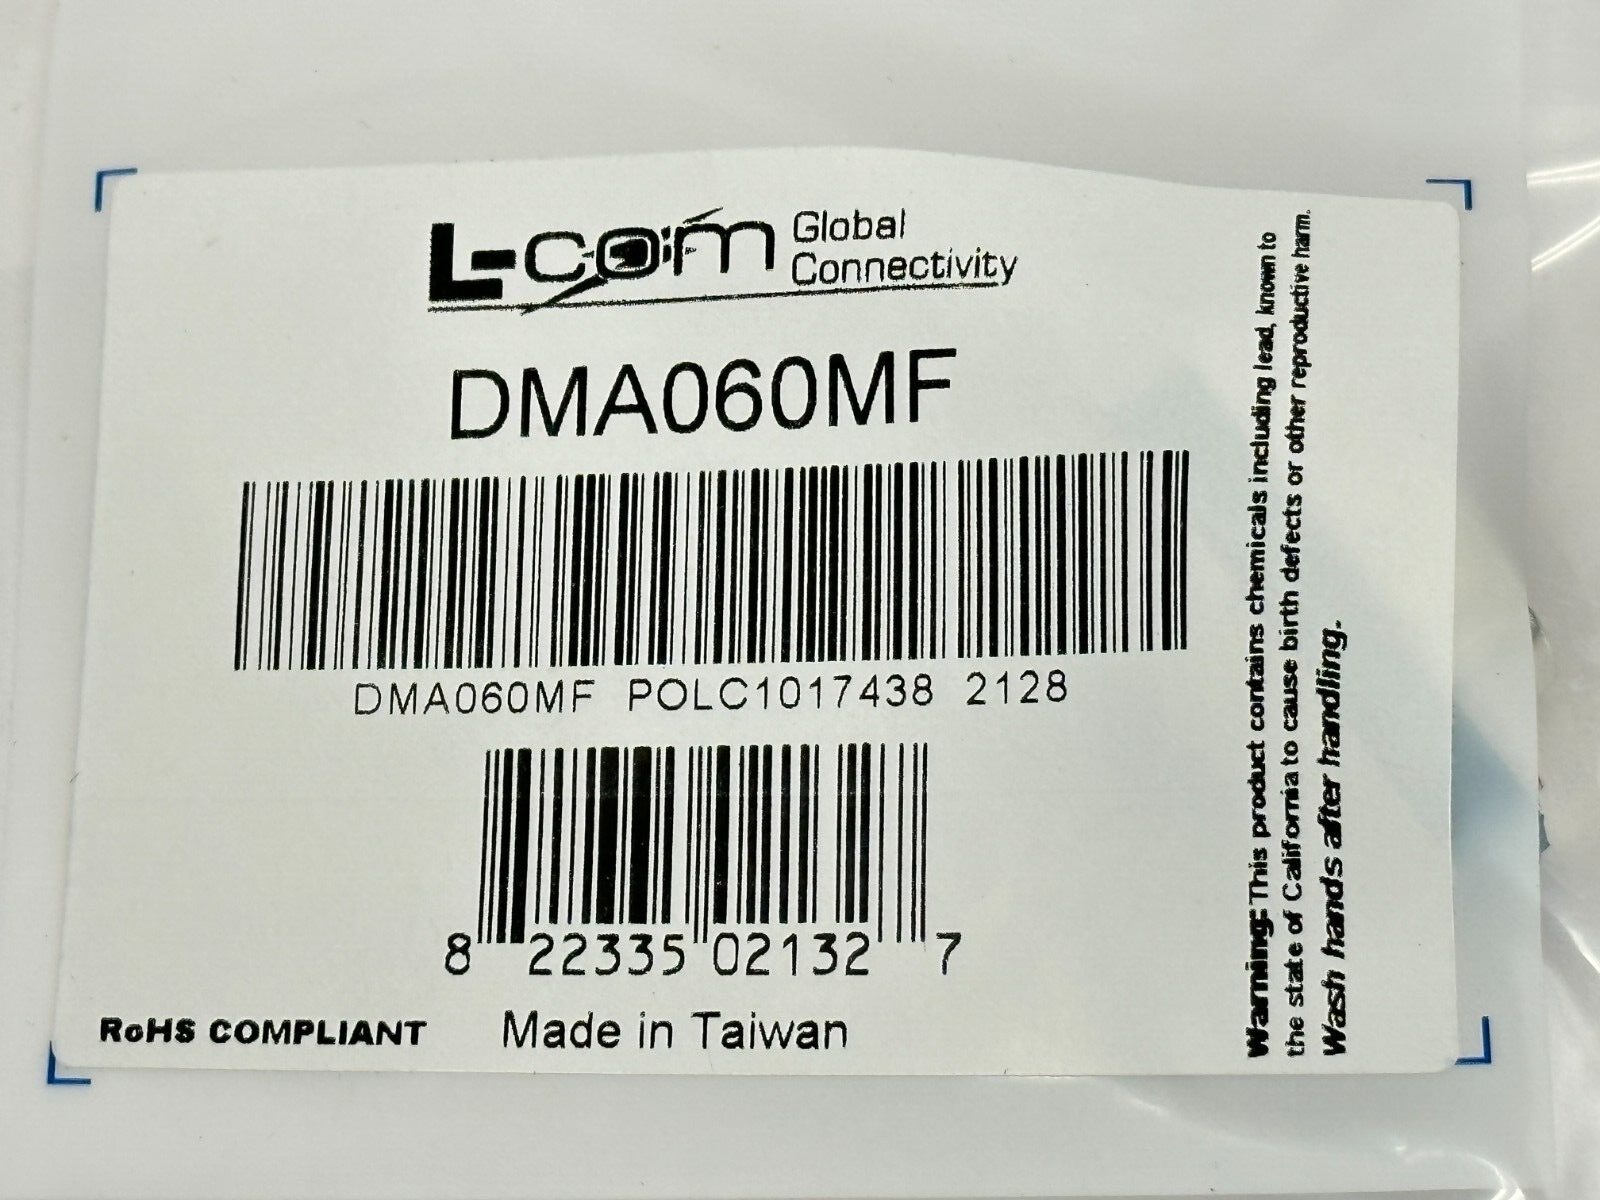 L-com Global
Connectivity
DMA060MF
DMA060MF POLC1017438 2128
8 22335 02132 7
RoHS COMPLIANT Made in Taiwan
Warning: This product contains chemicals including lead, known to
the state of California to cause birth defects or other reproductive harm.
Wash hands after handling.